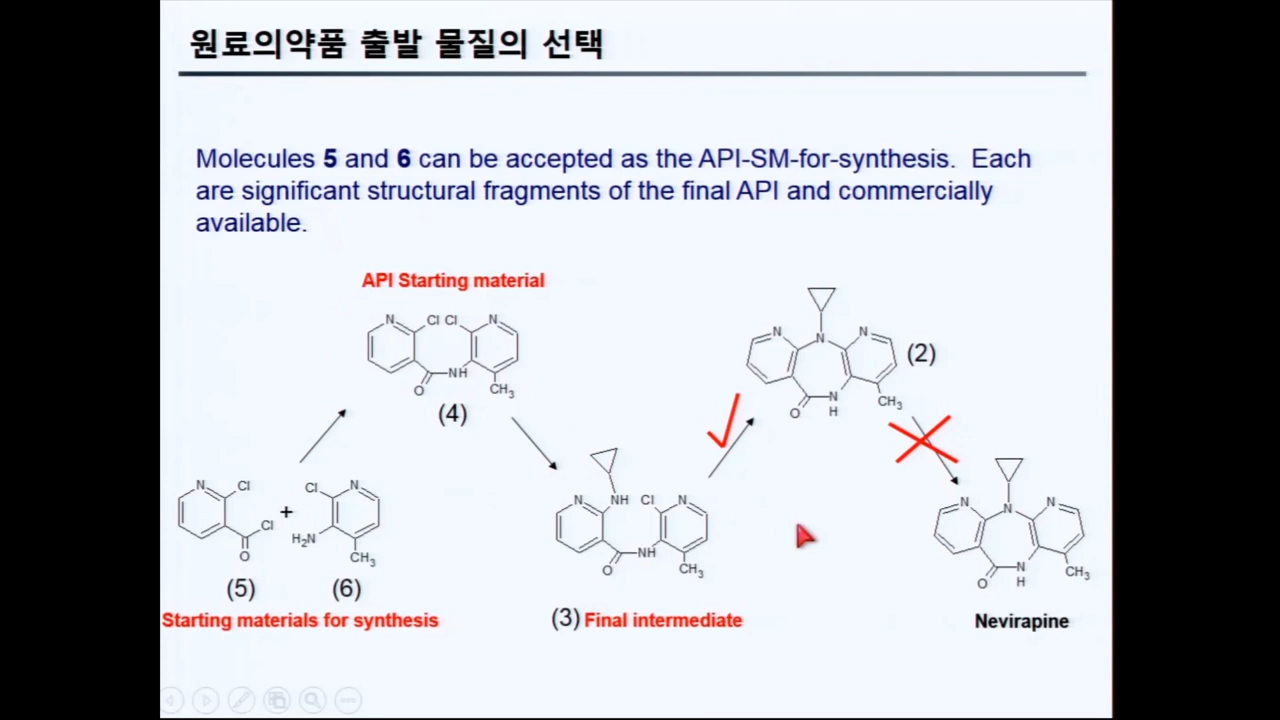 원료의약품 출발 물질의 선택
Molecules 5 and 6 can be accepted as the API-SM-for-synthesis. Each
are significant structural fragments of the final API and commercially
available.
API Starting material
N
Cl Cl
N
O
NH
CH3
(4)
N
N
N
O
N
H
CH3
(2)
N
Cl
Cl
O
(5)
+
Cl
N
H2N
CH3
(6)
Starting materials for synthesis
N
NH
Cl
N
O
NH
CH3
(3) Final intermediate
N
N
N
O
N
H
CH3
Nevirapine